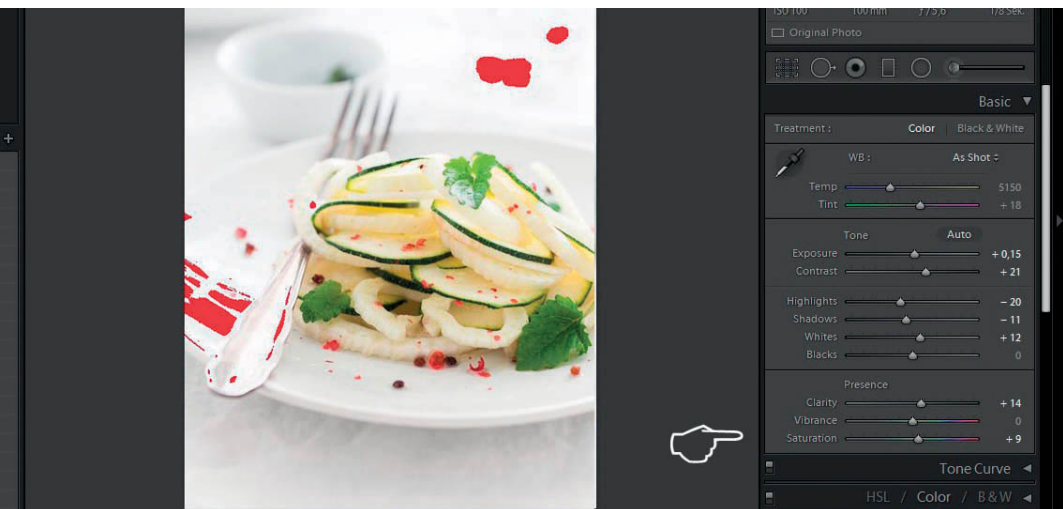 ISO 100 100 mm ƒ / 5,6 1/8 Sek.
Original Photo
Basic
Treatment : Color Black & White
WB : As Shot
Temp 5150
Tint + 18
Tone Auto
Exposure + 0,15
Contrast + 21
Highlights – 20
Shadows – 11
Whites + 12
Blacks 0
Presence
Clarity + 14
Vibrance 0
Saturation + 9
Tone Curve
HSL / Color / B & W